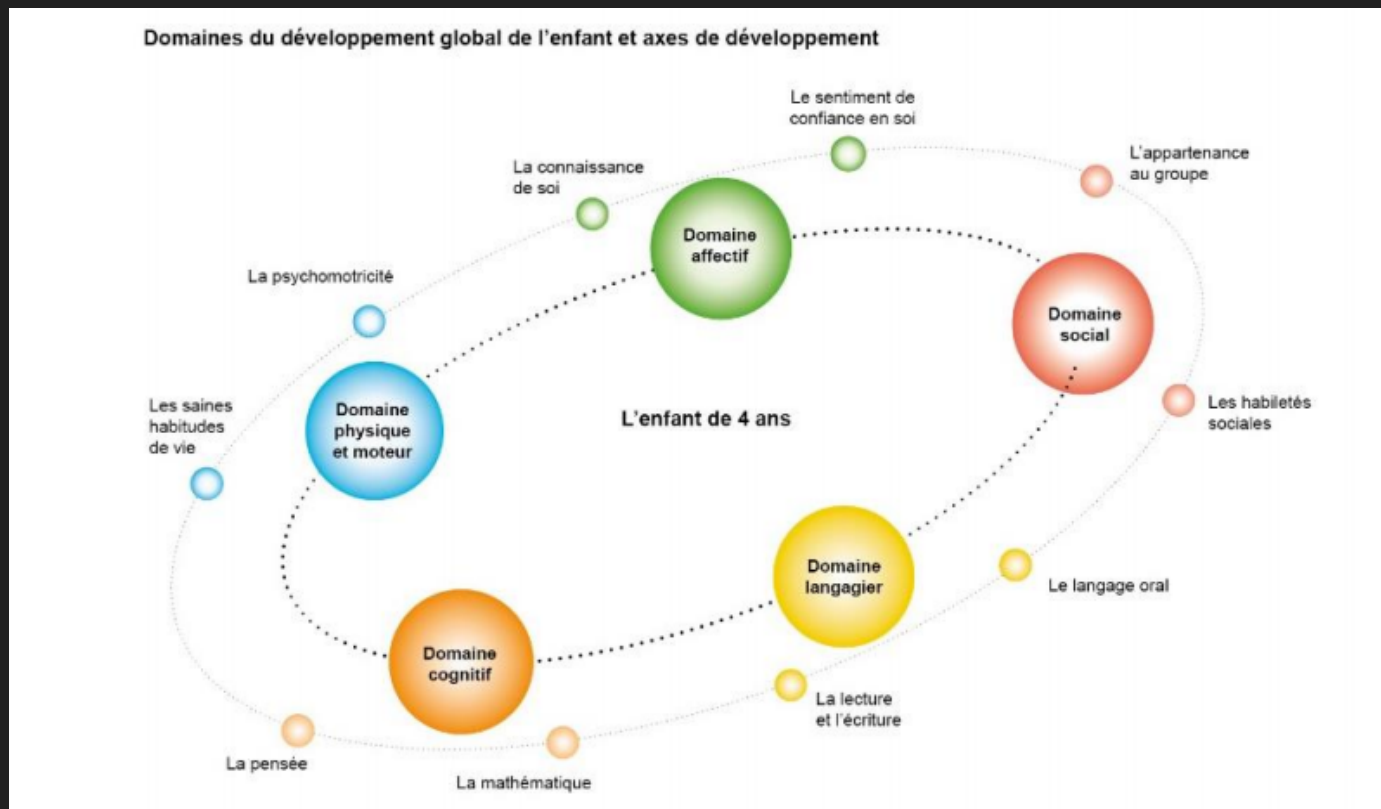 Domaines du développement global de l'enfant et axes de développement
Le sentiment de
confiance en soi
L'appartenance
au groupe
La connaissance
de soi
Domaine
affectif
La psychomotricité
Domaine
social
Les saines
habitudes
de vie
Domaine
physique
et moteur
L'enfant de 4 ans
Les habiletés
sociales
Domaine
langagier
Le langage oral
Domaine
cognitif
La lecture
et l'écriture
La pensée
La mathématique